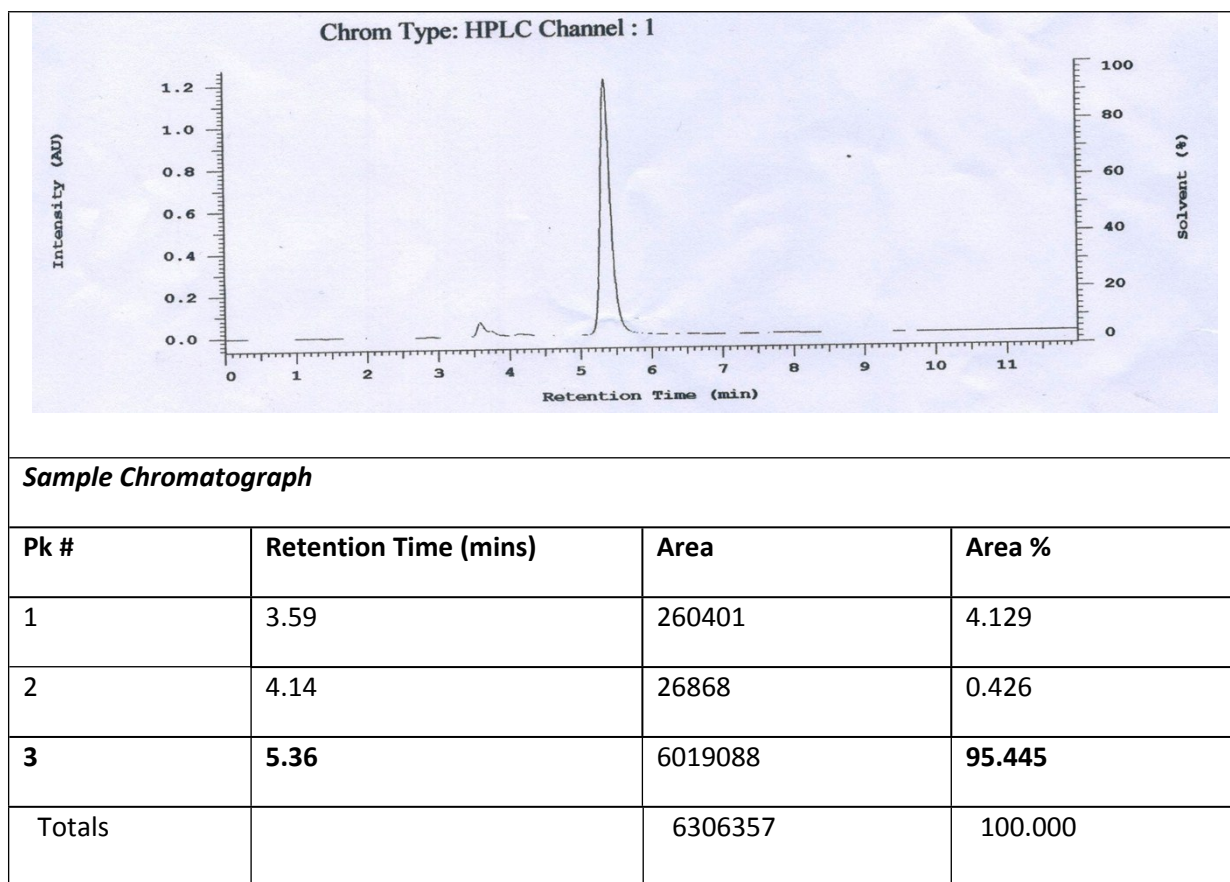 Chrom Type: HPLC Channel : 1
Intensity (AU)
1.2
1.0
0.8
0.6
0.4
0.2
0.0
0 1 2 3 4 5 6 7 8 9 10 11
Retention Time (min)
100
80
60
40
20
0
Solvent (%)
Sample Chromatograph
Pk # Retention Time (mins) Area Area %
1 3.59 260401 4.129
2 4.14 26868 0.426
3 5.36 6019088 95.445
Totals 6306357 100.000